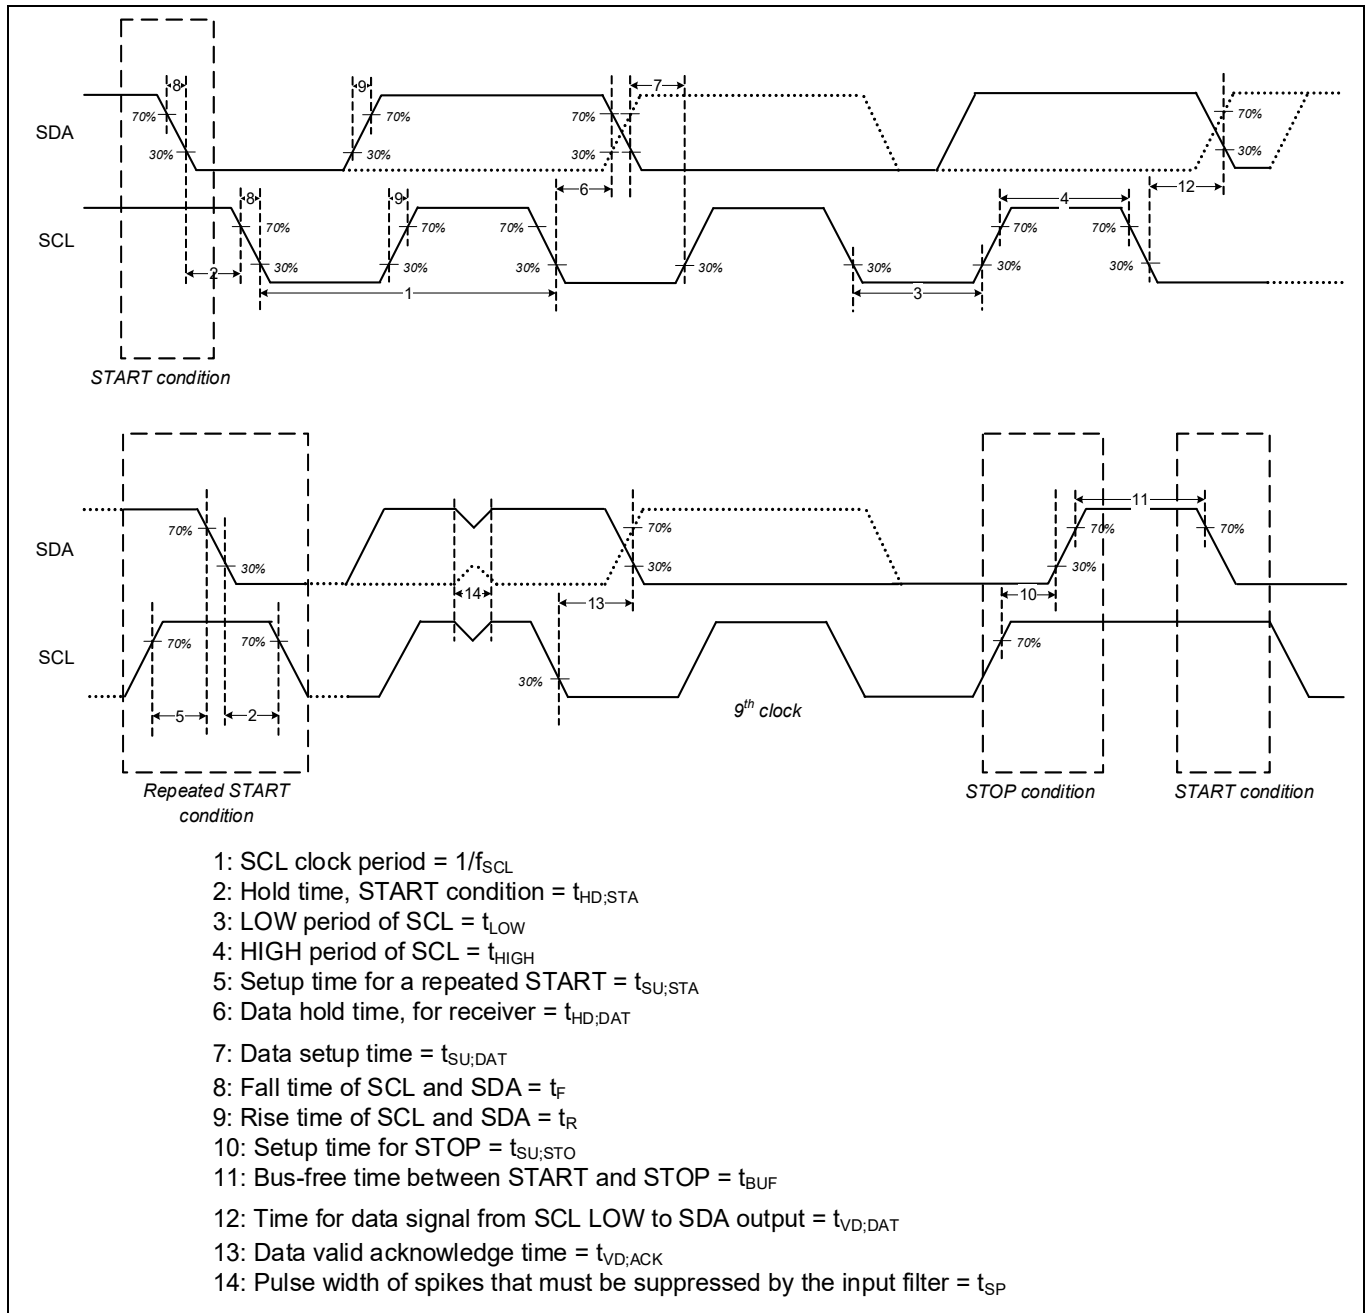 8 9 7
70% 70% 70% 70%
SDA
30% 30% 30% 30%
8 9 6 4 12
SCL
70% 70% 70% 70% 70%
30% 30% 30% 30% 30% 30% 30%
2 1 3
START condition
11
70% 70% 70% 70%
SDA
30% 30% 30%
14 13 10
SCL
70% 70% 70%
30%
5 2 9th clock
Repeated START
condition
STOP condition START condition
1: SCL clock period = 1/fSCL
2: Hold time, START condition = tHD;STA
3: LOW period of SCL = tLOW
4: HIGH period of SCL = tHIGH
5: Setup time for a repeated START = tSU;STA
6: Data hold time, for receiver = tHD;DAT
7: Data setup time = tSU;DAT
8: Fall time of SCL and SDA = tF
9: Rise time of SCL and SDA = tR
10: Setup time for STOP = tSU;STO
11: Bus-free time between START and STOP = tBUF
12: Time for data signal from SCL LOW to SDA output = tVD;DAT
13: Data valid acknowledge time = tVD;ACK
14: Pulse width of spikes that must be suppressed by the input filter = tSP